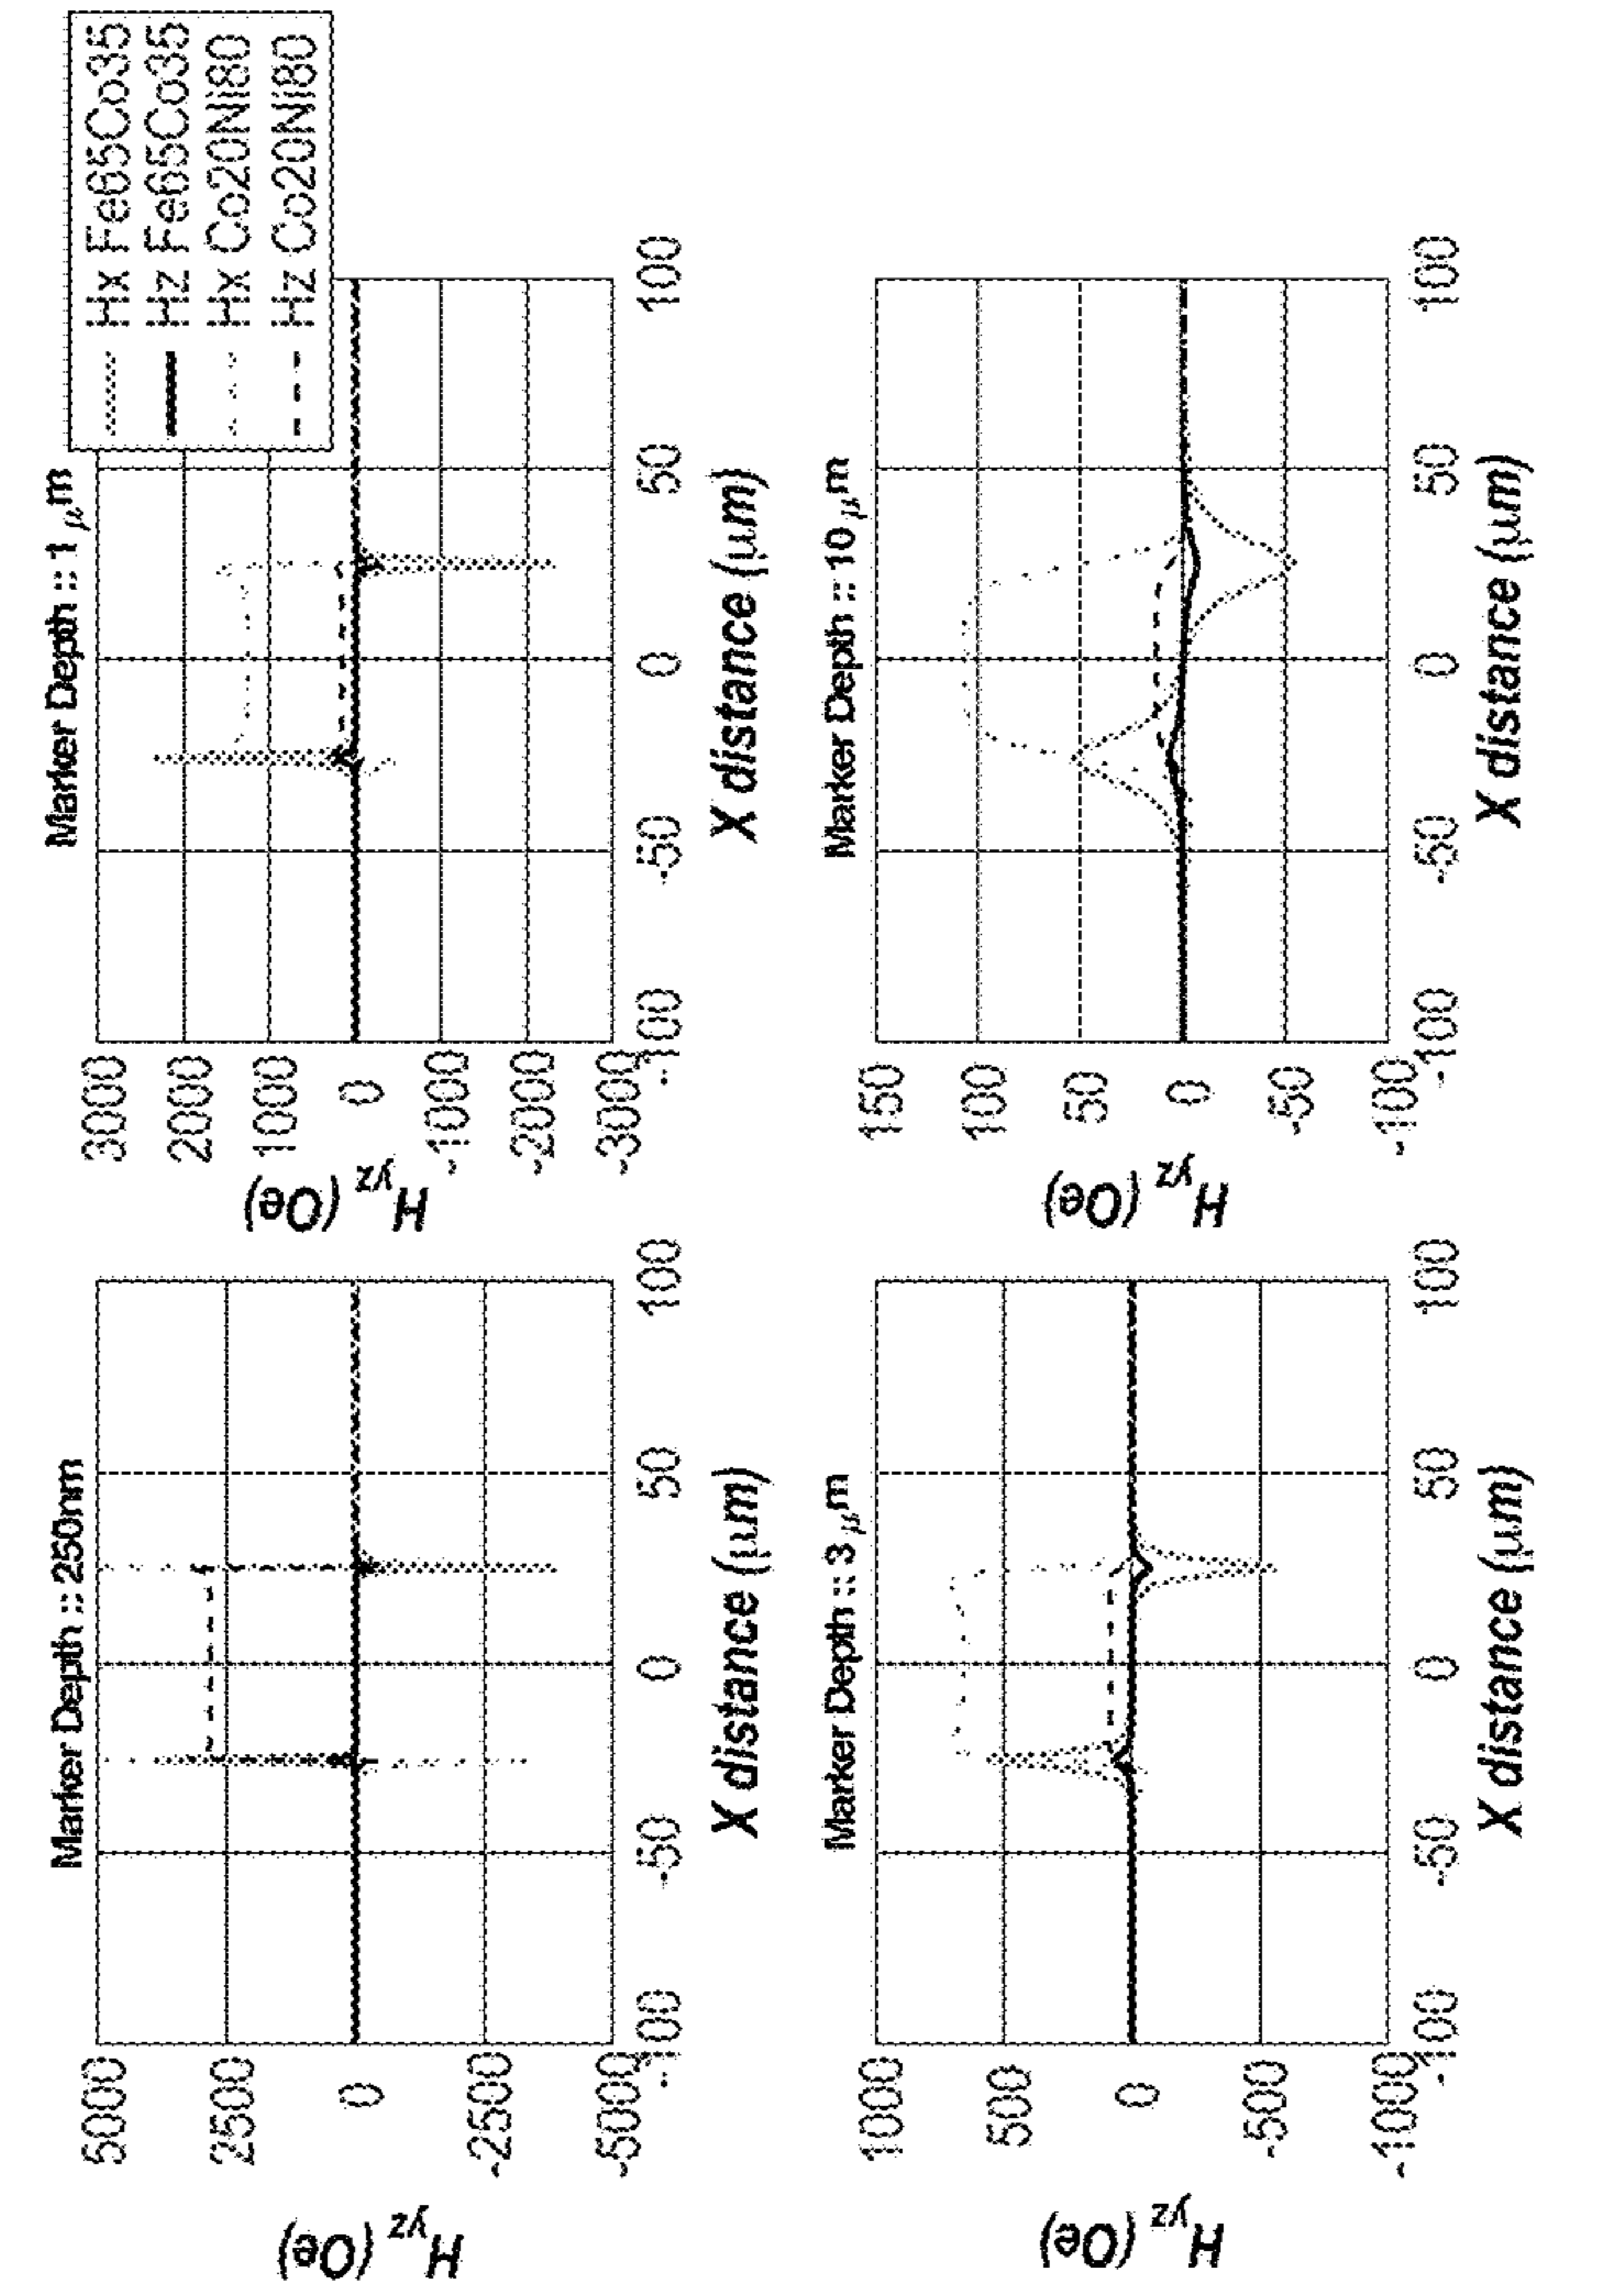 Marker Depth :: 250nm
5000
2500
0
-2500
-5000
H yz (Oe)
-100 -50 0 50 100
X distance (μm)
Marker Depth :: 1 μm
3000
2000
1000
0
-1000
-2000
-3000
H yz (Oe)
-100 -50 0 50 100
X distance (μm)
Hx Fe65Co35
Hz Fe65Co35
Hx Co20Ni80
Hz Co20Ni80
Marker Depth :: 3 μm
1000
500
0
-500
-1000
H yz (Oe)
-100 -50 0 50 100
X distance (μm)
Marker Depth :: 10 μm
150
100
50
0
-50
-100
H yz (Oe)
-100 -50 0 50 100
X distance (μm)